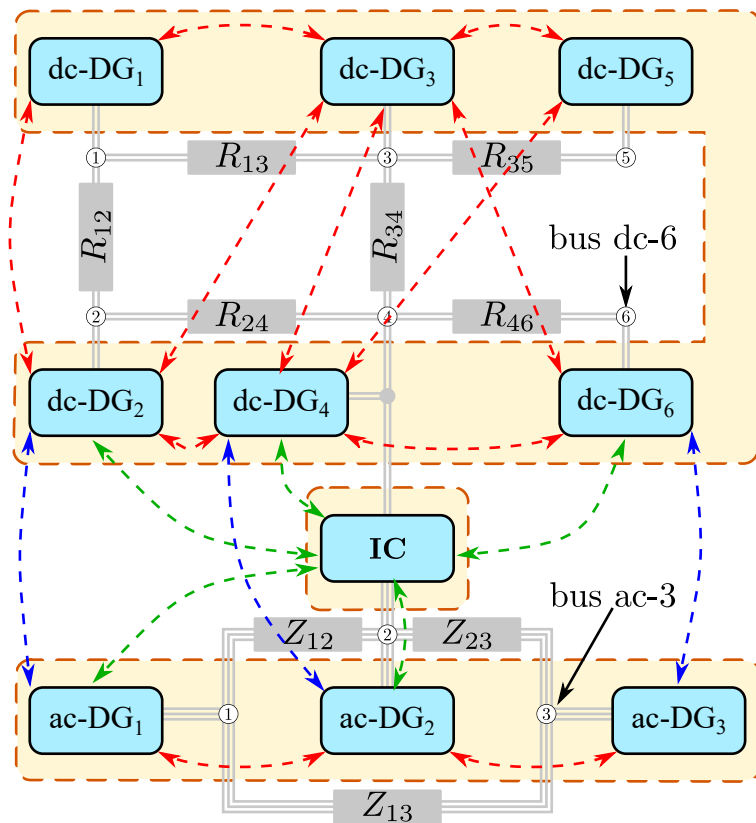 dc-DG₁ dc-DG₃ dc-DG₅
1 R₁₃ 3 R₃₅ 5
R₁₂ R₃₄
bus dc-6
2 R₂₄ 4 R₄₆ 6
dc-DG₂ dc-DG₄ dc-DG₆
IC
bus ac-3
Z₁₂ 2 Z₂₃
ac-DG₁ 1 ac-DG₂ 3 ac-DG₃
Z₁₃